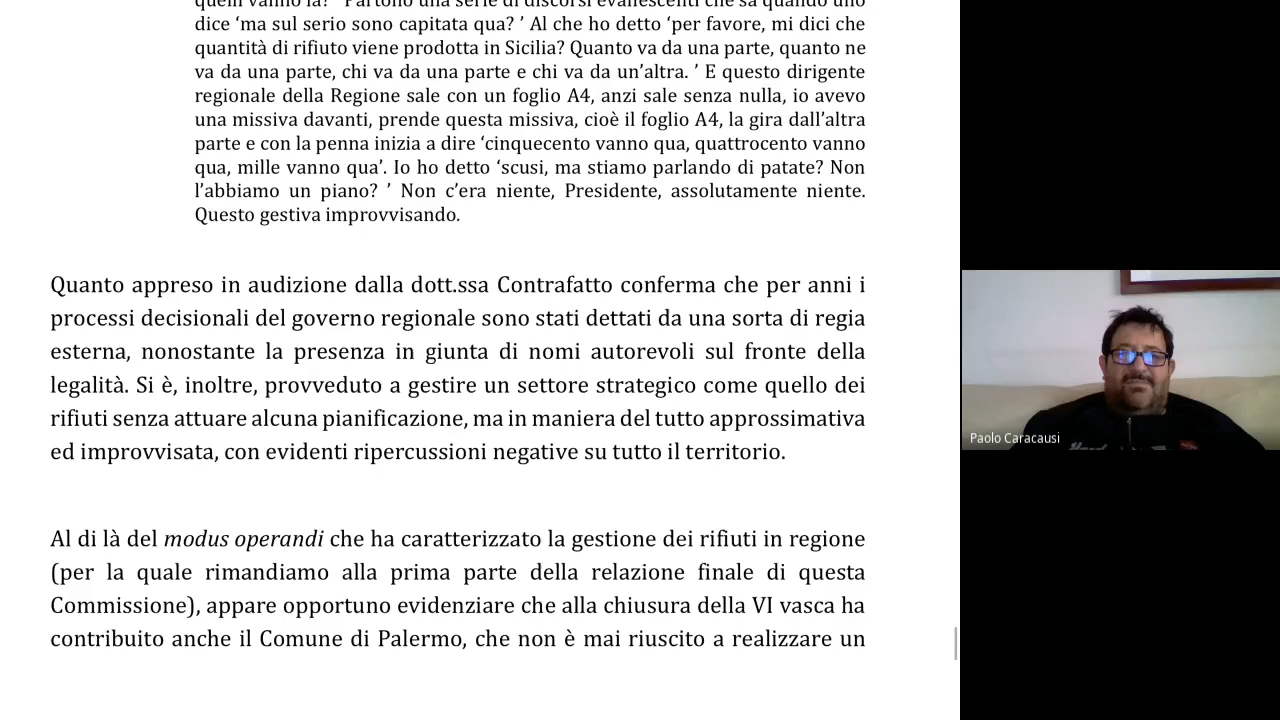 quelli vanno là? ’ Partono una serie di discorsi evanescenti che sa quando uno
dice ‘ma sul serio sono capitata qua? ’ Al che ho detto ‘per favore, mi dici che
quantità di rifiuto viene prodotta in Sicilia? Quanto va da una parte, quanto ne
va da una parte, chi va da una parte e chi va da un’altra. ’ E questo dirigente
regionale della Regione sale con un foglio A4, anzi sale senza nulla, io avevo
una missiva davanti, prende questa missiva, cioè il foglio A4, la gira dall’altra
parte e con la penna inizia a dire ‘cinquecento vanno qua, quattrocento vanno
qua, mille vanno qua’. Io ho detto ‘scusi, ma stiamo parlando di patate? Non
l’abbiamo un piano? ’ Non c’era niente, Presidente, assolutamente niente.
Questo gestiva improvvisando.
Quanto appreso in audizione dalla dott.ssa Contrafatto conferma che per anni i
processi decisionali del governo regionale sono stati dettati da una sorta di regia
esterna, nonostante la presenza in giunta di nomi autorevoli sul fronte della
legalità. Si è, inoltre, provveduto a gestire un settore strategico come quello dei
rifiuti senza attuare alcuna pianificazione, ma in maniera del tutto approssimativa
ed improvvisata, con evidenti ripercussioni negative su tutto il territorio.
Al di là del modus operandi che ha caratterizzato la gestione dei rifiuti in regione
(per la quale rimandiamo alla prima parte della relazione finale di questa
Commissione), appare opportuno evidenziare che alla chiusura della VI vasca ha
contribuito anche il Comune di Palermo, che non è mai riuscito a realizzare un
Paolo Caracausi